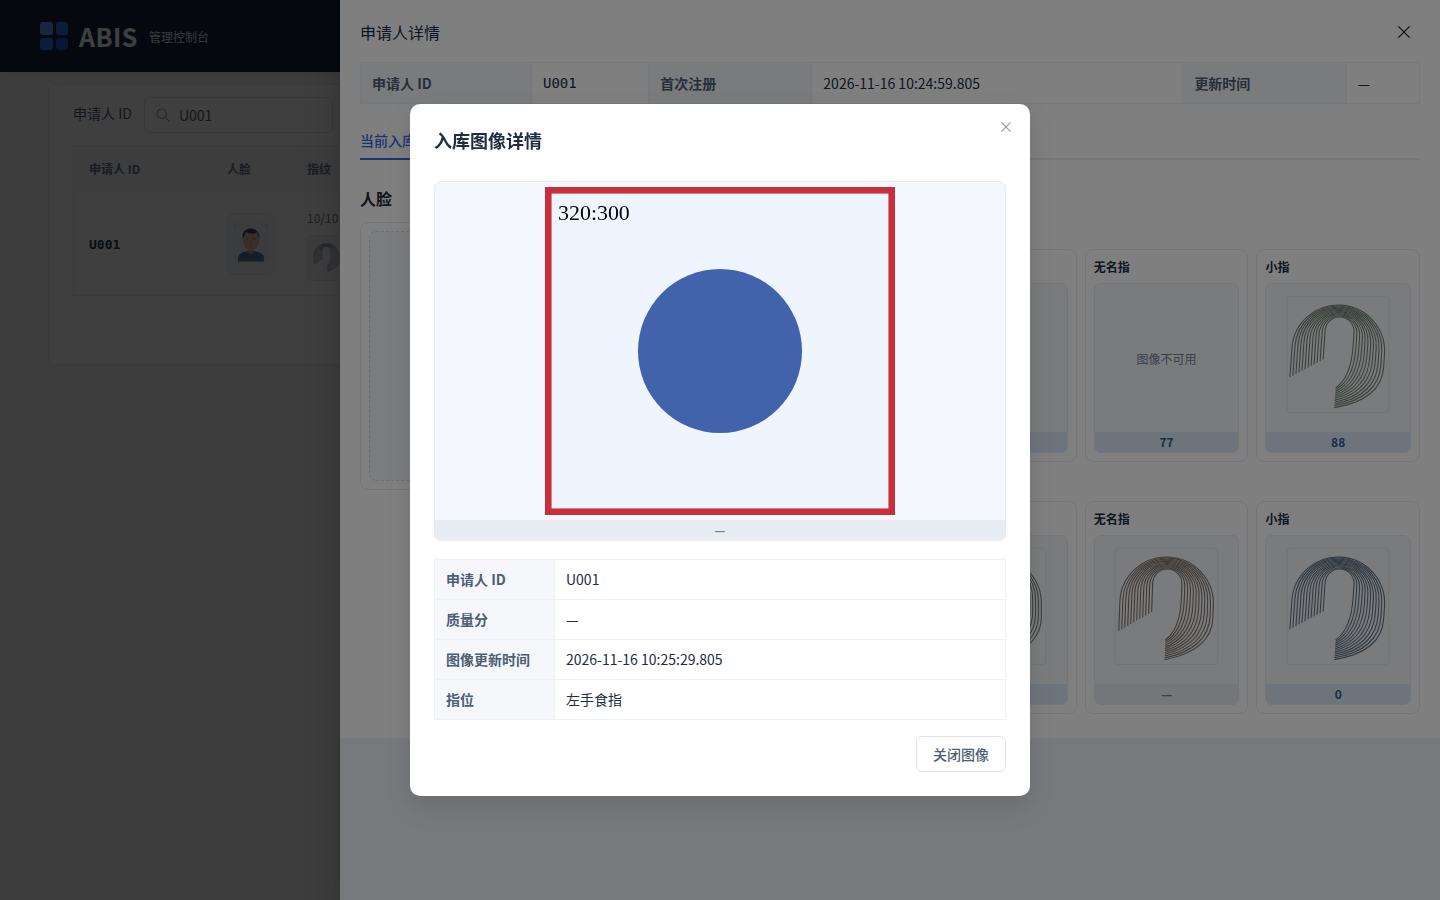 ABIS 管理控制台
申请人 ID
U001
申请人 ID 人脸 指纹
10/10
U001
申请人详情
申请人 ID U001 首次注册 2026-11-16 10:24:59.805 更新时间 —
当前入库
人脸
无名指
图像不可用
77
小指
88
无名指
—
小指
0
入库图像详情
320:300
—
申请人 ID U001
质量分 —
图像更新时间 2026-11-16 10:25:29.805
指位 左手食指
关闭图像